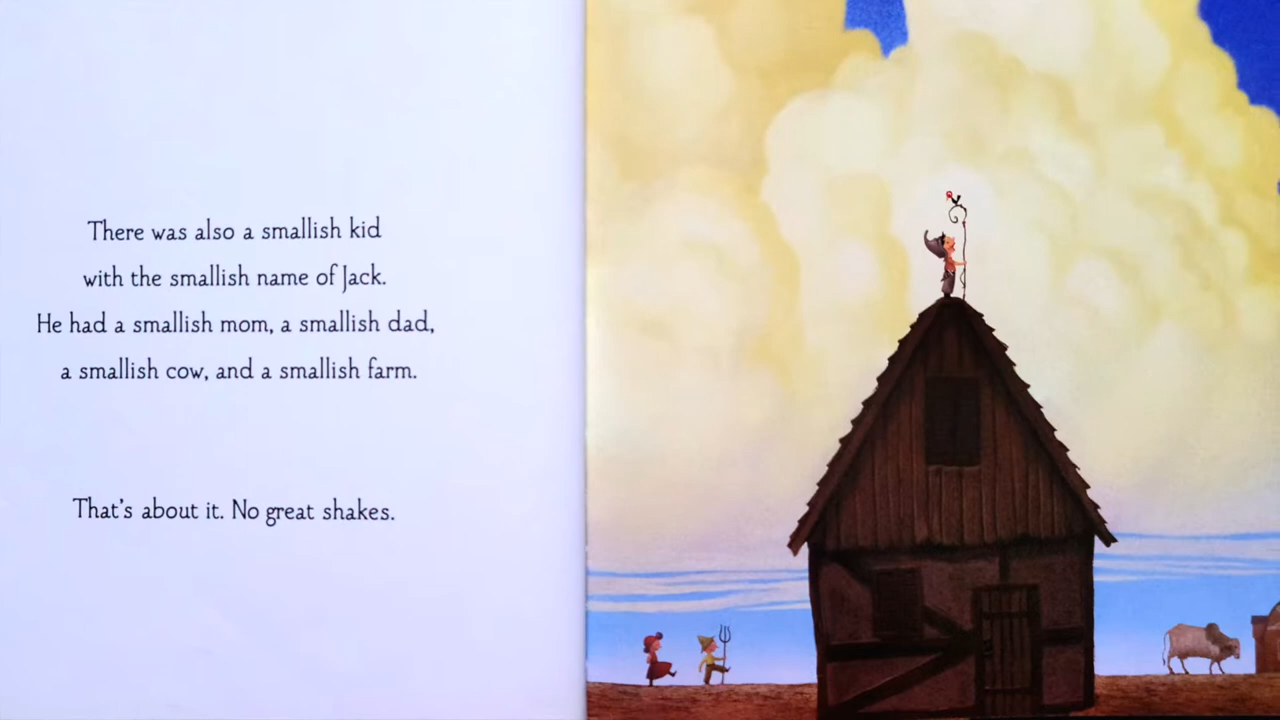 There was also a smallish kid
with the smallish name of Jack.
He had a smallish mom, a smallish dad,
a smallish cow, and a smallish farm.
That's about it. No great shakes.